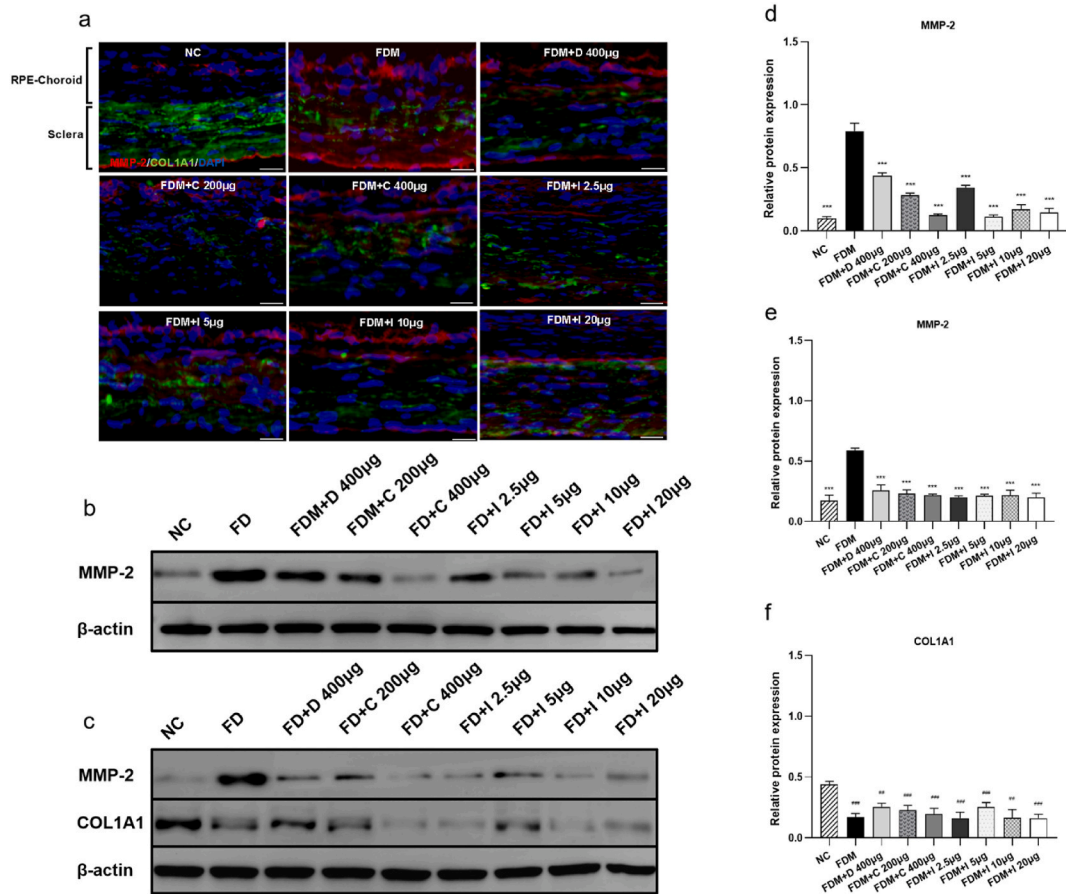 a
NC
FDM
FDM+D 400μg
RPE-Choroid
Sclera
MMP-2/COL1A1/DAPI
FDM+C 200μg
FDM+C 400μg
FDM+I 2.5μg
FDM+I 5μg
FDM+I 10μg
FDM+I 20μg
b
NC
FD
FDM+D 400μg
FDM+C 200μg
FD+C 400μg
FD+I 2.5μg
FD+I 5μg
FD+I 10μg
FD+I 20μg
MMP-2
β-actin
c
NC
FD
FD+D 400μg
FD+C 200μg
FD+C 400μg
FD+I 2.5μg
FD+I 5μg
FD+I 10μg
FD+I 20μg
MMP-2
COL1A1
β-actin
d
MMP-2
Relative protein expression
1.5
1.0
0.5
0.0
*** *** *** *** *** *** *** ***
NC
FDM
FDM+D 400μg
FDM+C 200μg
FDM+C 400μg
FDM+I 2.5μg
FDM+I 5μg
FDM+I 10μg
FDM+I 20μg
e
MMP-2
Relative protein expression
1.5
1.0
0.5
0.0
*** *** *** *** *** *** *** ***
NC
FDM
FDM+D 400μg
FDM+C 200μg
FDM+C 400μg
FDM+I 2.5μg
FDM+I 5μg
FDM+I 10μg
FDM+I 20μg
f
COL1A1
Relative protein expression
1.5
1.0
0.5
0.0
### ## ### ### ### ### ## ###
NC
FDM
FDM+D 400μg
FDM+C 200μg
FDM+C 400μg
FDM+I 2.5μg
FDM+I 5μg
FDM+I 10μg
FDM+I 20μg